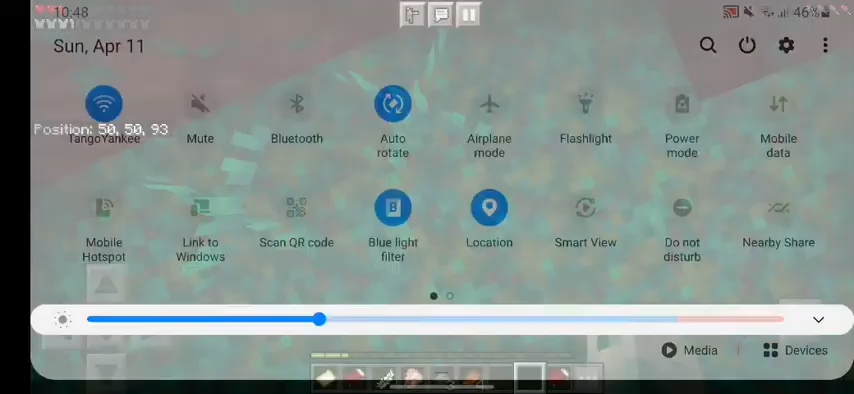 10:48
46%
Sun, Apr 11
Position: 50, 50, 93
TangoYankee
Mute
Bluetooth
Auto
rotate
Airplane
mode
Flashlight
Power
mode
Mobile
data
Mobile
Hotspot
Link to
Windows
Scan QR code
B
Blue light
filter
Location
Smart View
Do not
disturb
Nearby Share
Media
Devices